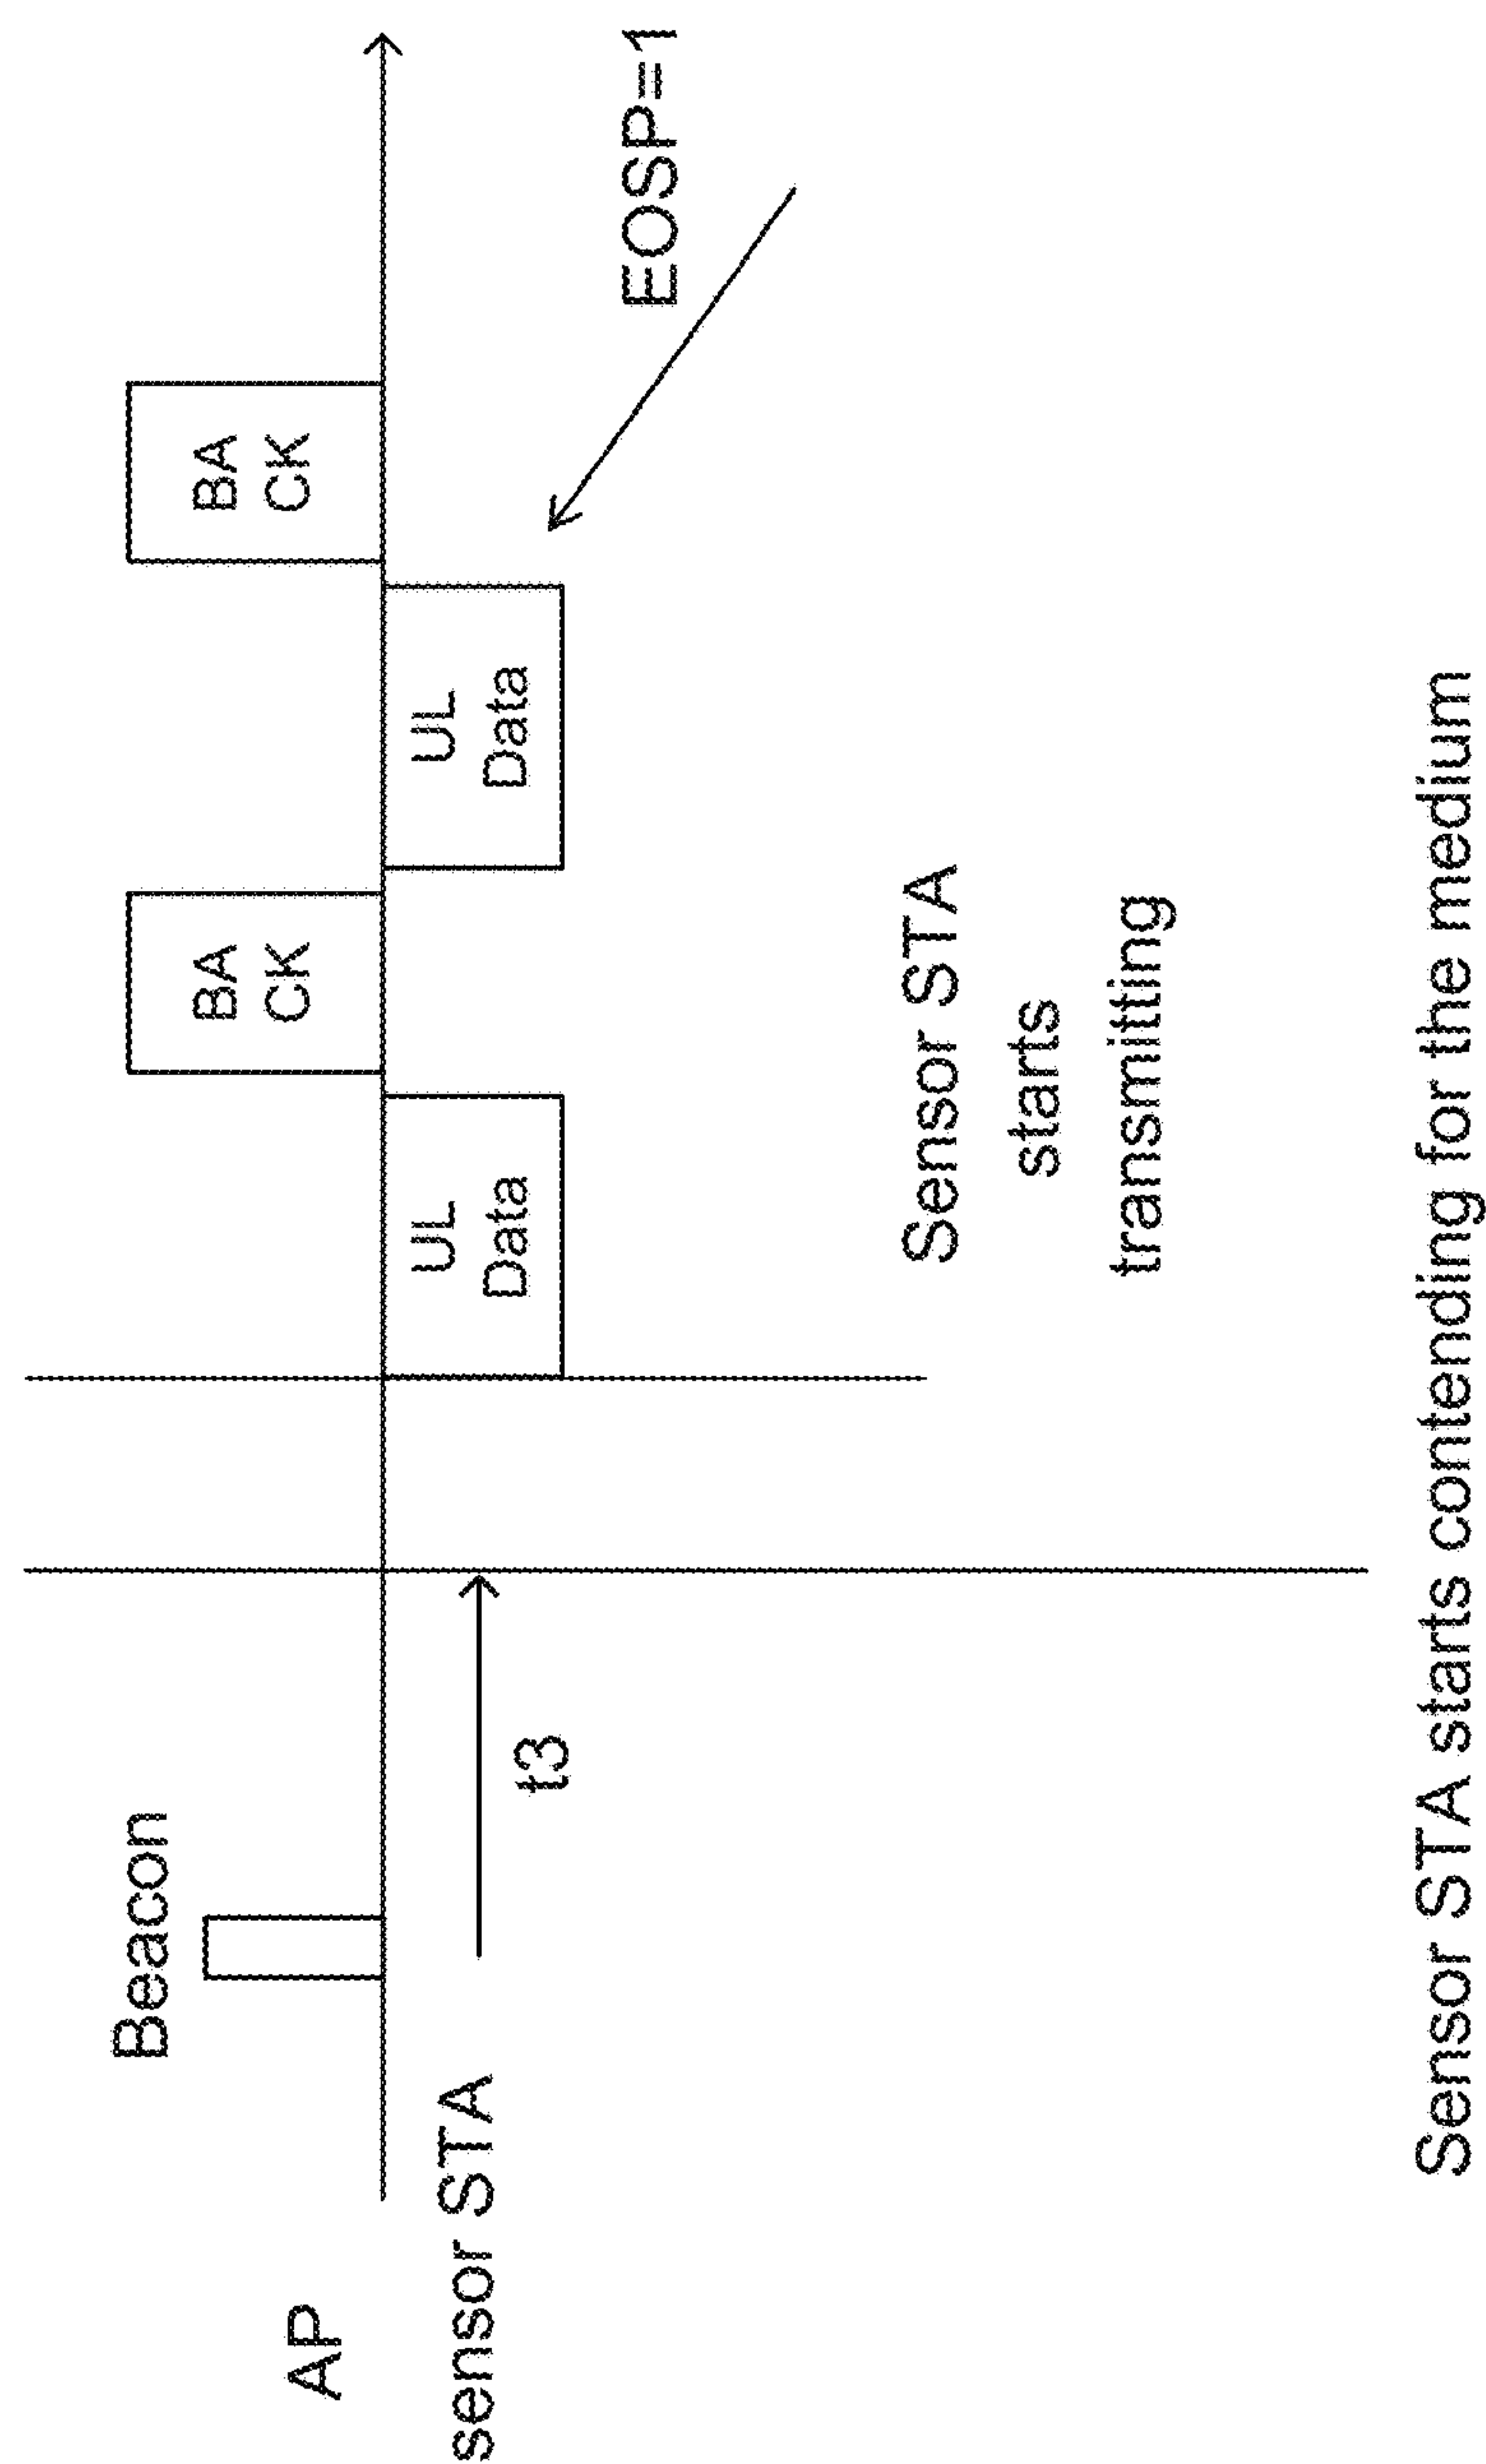 Beacon
BA
CK
BA
CK
AP
sensor STA
t3
UL
Data
UL
Data
EOSP=1
Sensor STA
starts
transmitting
Sensor STA starts contending for the medium